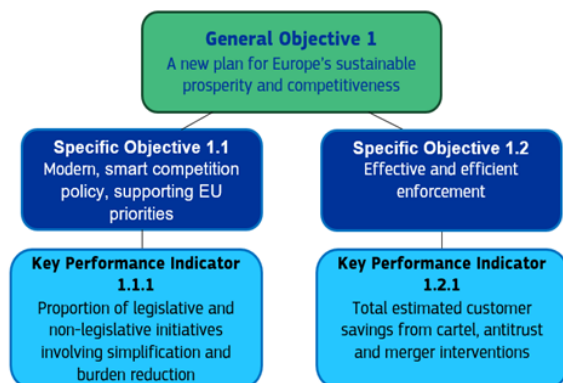 General Objective 1
A new plan for Europe's sustainable
prosperity and competitiveness
Specific Objective 1.1
Modern, smart competition
policy, supporting EU
priorities
Specific Objective 1.2
Effective and efficient
enforcement
Key Performance Indicator
1.1.1
Proportion of legislative and
non-legislative initiatives
involving simplification and
burden reduction
Key Performance Indicator
1.2.1
Total estimated customer
savings from cartel, antitrust
and merger interventions